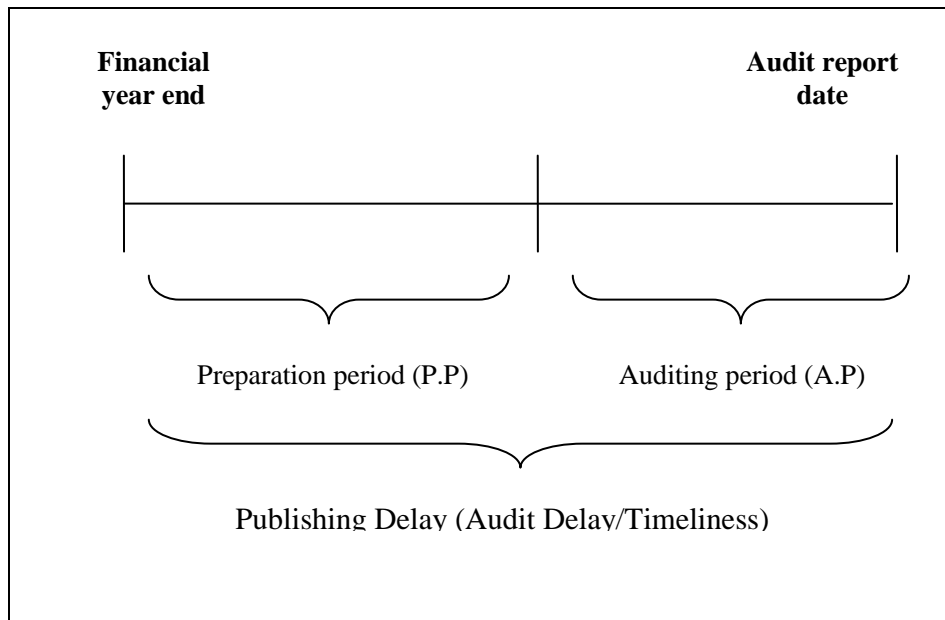 Financial
year end
Audit report
date
Preparation period (P.P)
Auditing period (A.P)
Publishing Delay (Audit Delay/Timeliness)